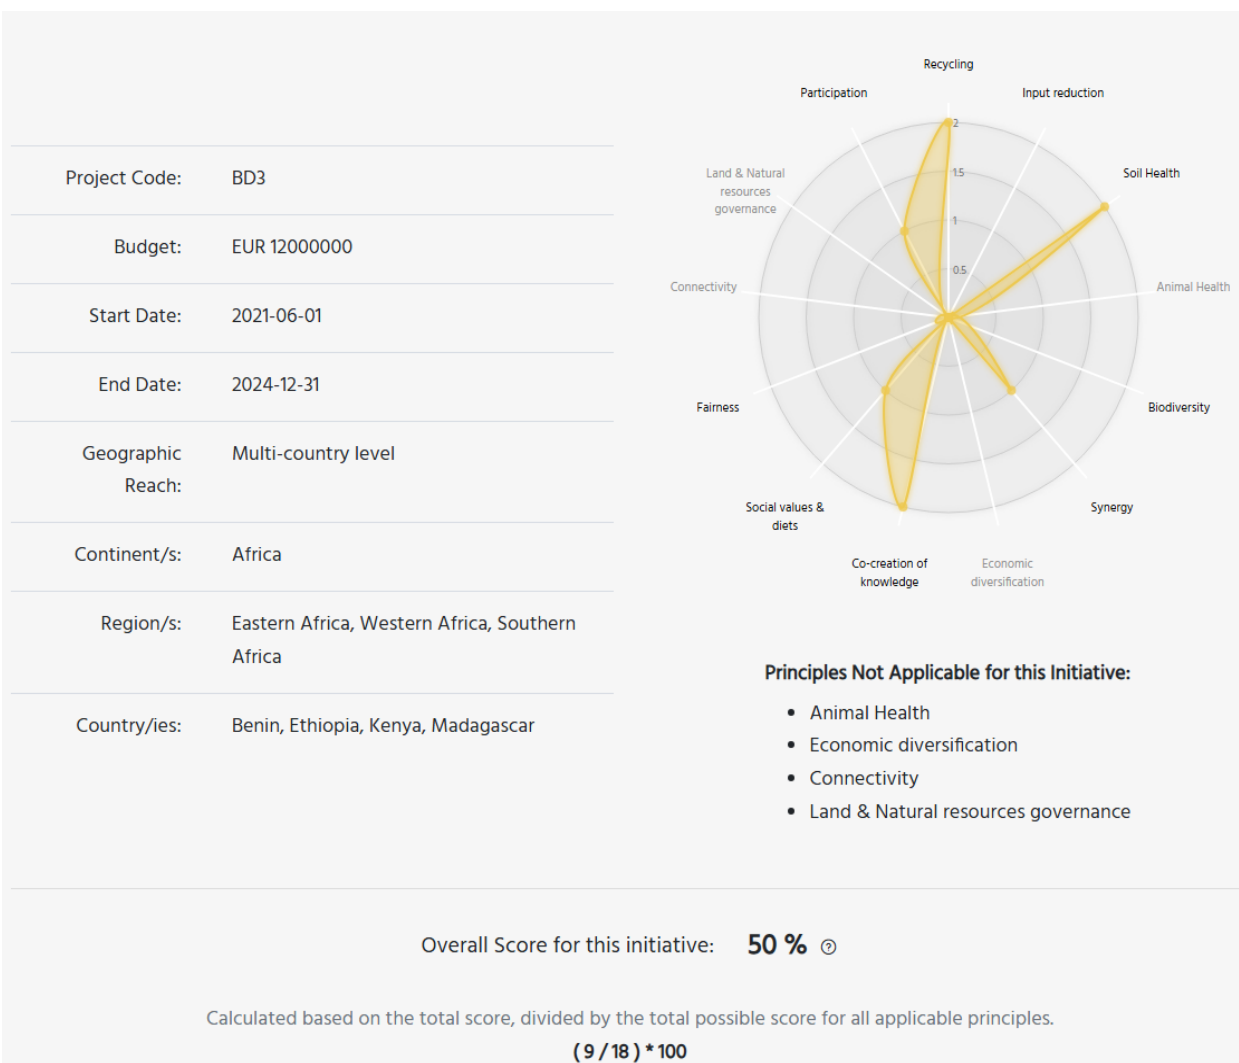 Project Code: BD3
Budget: EUR 12000000
Start Date: 2021-06-01
End Date: 2024-12-31
Geographic
Reach:
Multi-country level
Continent/s: Africa
Region/s: Eastern Africa, Western Africa, Southern
Africa
Country/ies: Benin, Ethiopia, Kenya, Madagascar
Recycling
Input reduction
Soil Health
Animal Health
Biodiversity
Synergy
Economic
diversification
Co-creation of
knowledge
Social values &
diets
Fairness
Connectivity
Land & Natural
resources
governance
Participation
2
1.5
1
0.5
Principles Not Applicable for this Initiative:
• Animal Health
• Economic diversification
• Connectivity
• Land & Natural resources governance
Overall Score for this initiative: 50 % ?
Calculated based on the total score, divided by the total possible score for all applicable principles.
( 9 / 18 ) * 100